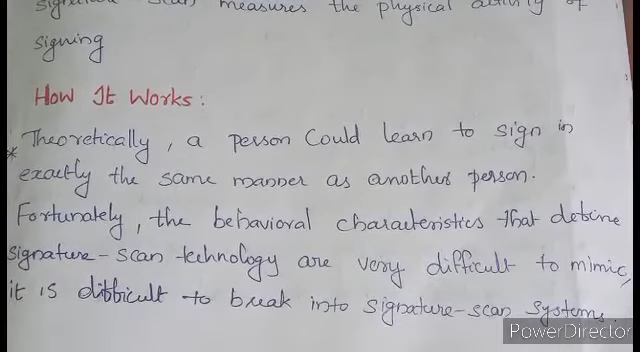 signature - scan measures the physical activity of
signing
How It Works :
* Theoretically, a person could learn to sign in
exactly the same manner as another person.
Fortunately, the behavioral characteristics that define
signature - scan technology are very difficult to mimic,
it is difficult to break into signature - scan systems.
PowerDirector